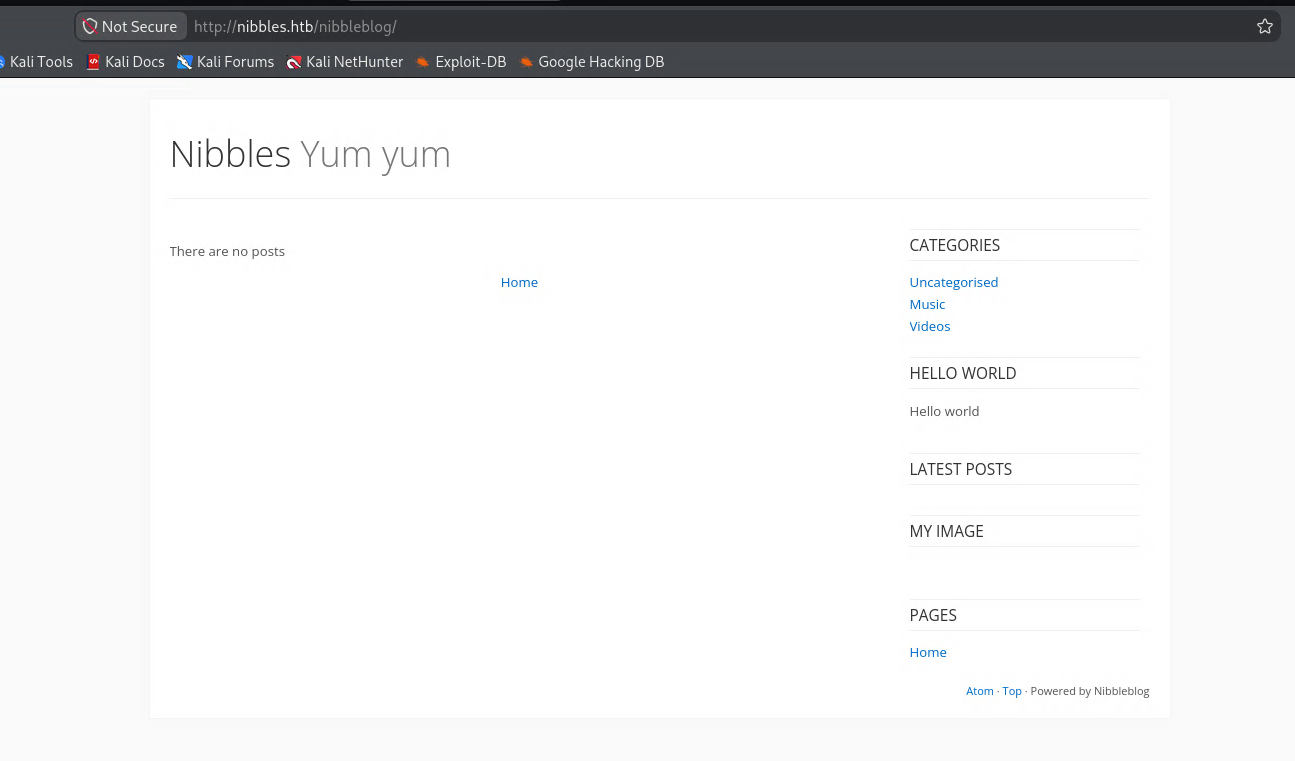 Not Secure http://nibbles.htb/nibbleblog/
Kali Tools Kali Docs Kali Forums Kali NetHunter Exploit-DB Google Hacking DB
Nibbles Yum yum
There are no posts
Home
CATEGORIES
Uncategorised
Music
Videos
HELLO WORLD
Hello world
LATEST POSTS
MY IMAGE
PAGES
Home
Atom · Top · Powered by Nibbleblog